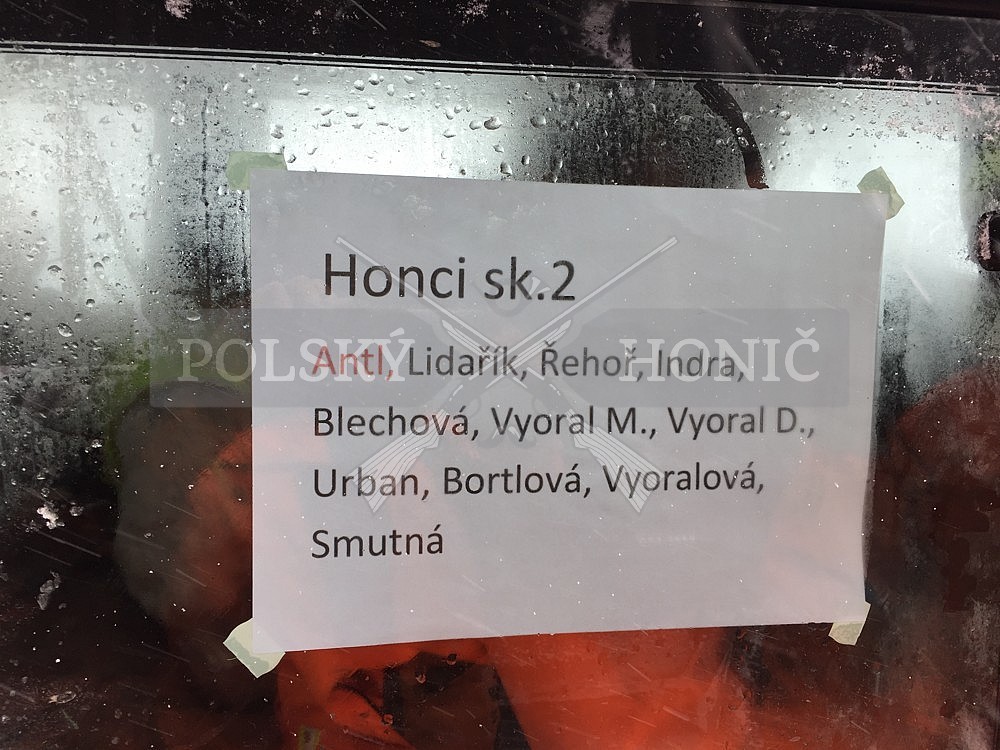 Honci sk.2
POLSKÝ HONIČ
Antl, Lidařík, Řehoř, Indra,
Blechová, Vyoral M., Vyoral D.,
Urban, Bortlová, Vyoralová,
Smutná